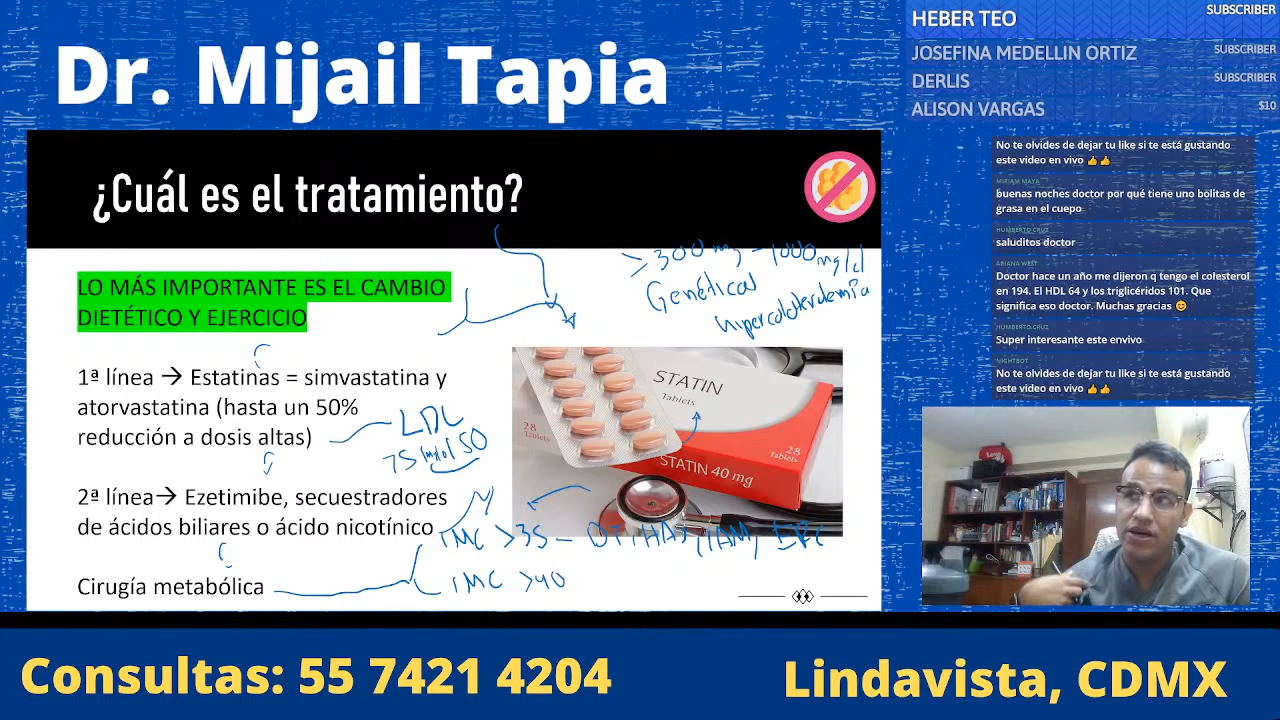 Dr. Mijail Tapia
HEBER TEO SUBSCRIBER
JOSEFINA MEDELLIN ORTIZ SUBSCRIBER
DERLIS SUBSCRIBER
ALISON VARGAS $10
¿Cuál es el tratamiento?
No te olvides de dejar tu like si te está gustando
este video en vivo 👍👍
MIRIAM MAYA
buenas noches doctor por qué tiene uno bolitas de
grasa en el cuepo
HUMBERTO CRUZ
saluditos doctor
ARIANA WEST
Doctor hace un año me dijeron q tengo el colesterol
en 194. El HDL 64 y los triglicéridos 101. Que
significa eso doctor. Muchas gracias 😊
HUMBERTO CRUZ
Super interesante este envivo
NIGHTBOT
No te olvides de dejar tu like si te está gustando
este video en vivo 👍👍
≥300 mg - 1000 mg/dl
LO MÁS IMPORTANTE ES EL CAMBIO
DIETÉTICO Y EJERCICIO
1ª línea → Estatinas = simvastatina y
atorvastatina (hasta un 50%
reducción a dosis altas)
LDL
75 50
2ª línea→ Ezetimibe, secuestradores
de ácidos biliares o ácido nicotínico
IMC >35 -
Cirugía metabólica
IMC >40
STATIN
Tablets
28
Tablets
28
Tablets
STATIN 40 mg
Consultas: 55 7421 4204
Lindavista, CDMX